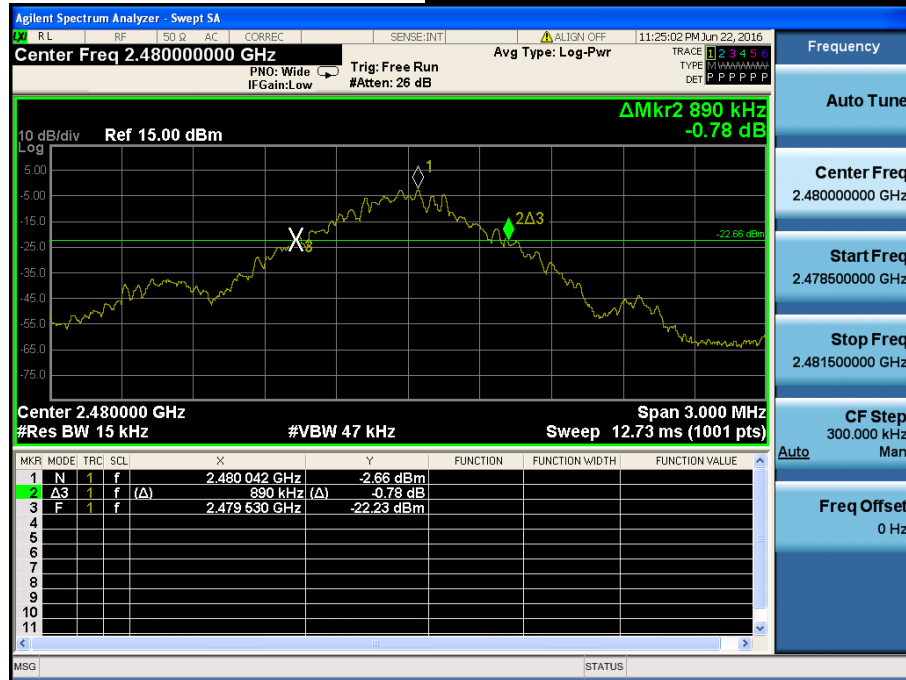 Agilent Spectrum Analyzer - Swept SA
LXI RL RF 50 Ω AC CORREC SENSE:INT ALIGN OFF 11:25:02 PM Jun 22, 2016
Center Freq 2.480000000 GHz
PNO: Wide
IFGain:Low
Trig: Free Run
#Atten: 26 dB
Avg Type: Log-Pwr
TRACE 1 2 3 4 5 6
TYPE M
DET P P P P P P
ΔMkr2 890 kHz
-0.78 dB
10 dB/div Ref 15.00 dBm
Log
5.00
-5.00
-15.0
-25.0
-35.0
-45.0
-55.0
-65.0
-75.0
1
2Δ3
3
-22.66 dBm
Center 2.480000 GHz Span 3.000 MHz
#Res BW 15 kHz #VBW 47 kHz Sweep 12.73 ms (1001 pts)
MKR MODE TRC SCL X Y FUNCTION FUNCTION WIDTH FUNCTION VALUE
1 N 1 f 2.480 042 GHz -2.66 dBm
2 Δ3 1 f (Δ) 890 kHz (Δ) -0.78 dB
3 F 1 f 2.479 530 GHz -22.23 dBm
4
5
6
7
8
9
10
11
MSG STATUS
Frequency
Auto Tune
Center Freq
2.480000000 GHz
Start Freq
2.478500000 GHz
Stop Freq
2.481500000 GHz
CF Step
300.000 kHz
Auto Man
Freq Offset
0 Hz